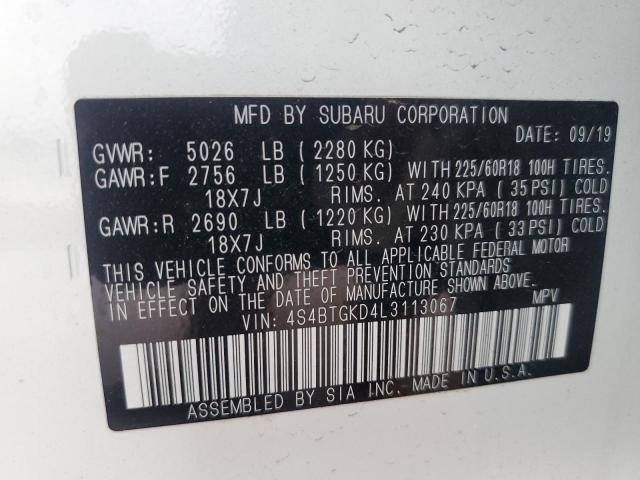 MFD BY SUBARU CORPORATION
DATE: 09/19
GVWR: 5026 LB (2280 KG)
GAWR:F 2756 LB (1250 KG) WITH 225/60R18 100H TIRES.
18X7J RIMS. AT 240 KPA (35 PSI) COLD
GAWR:R 2690 LB (1220 KG) WITH 225/60R18 100H TIRES.
18X7J RIMS. AT 230 KPA (33 PSI) COLD
THIS VEHICLE CONFORMS TO ALL APPLICABLE FEDERAL MOTOR
VEHICLE SAFETY AND THEFT PREVENTION STANDARDS
IN EFFECT ON THE DATE OF MANUFACTURE SHOWN ABOVE.
VIN: 4S4BTGKD4L3113067 MPV
ASSEMBLED BY SIA INC. MADE IN U.S.A.